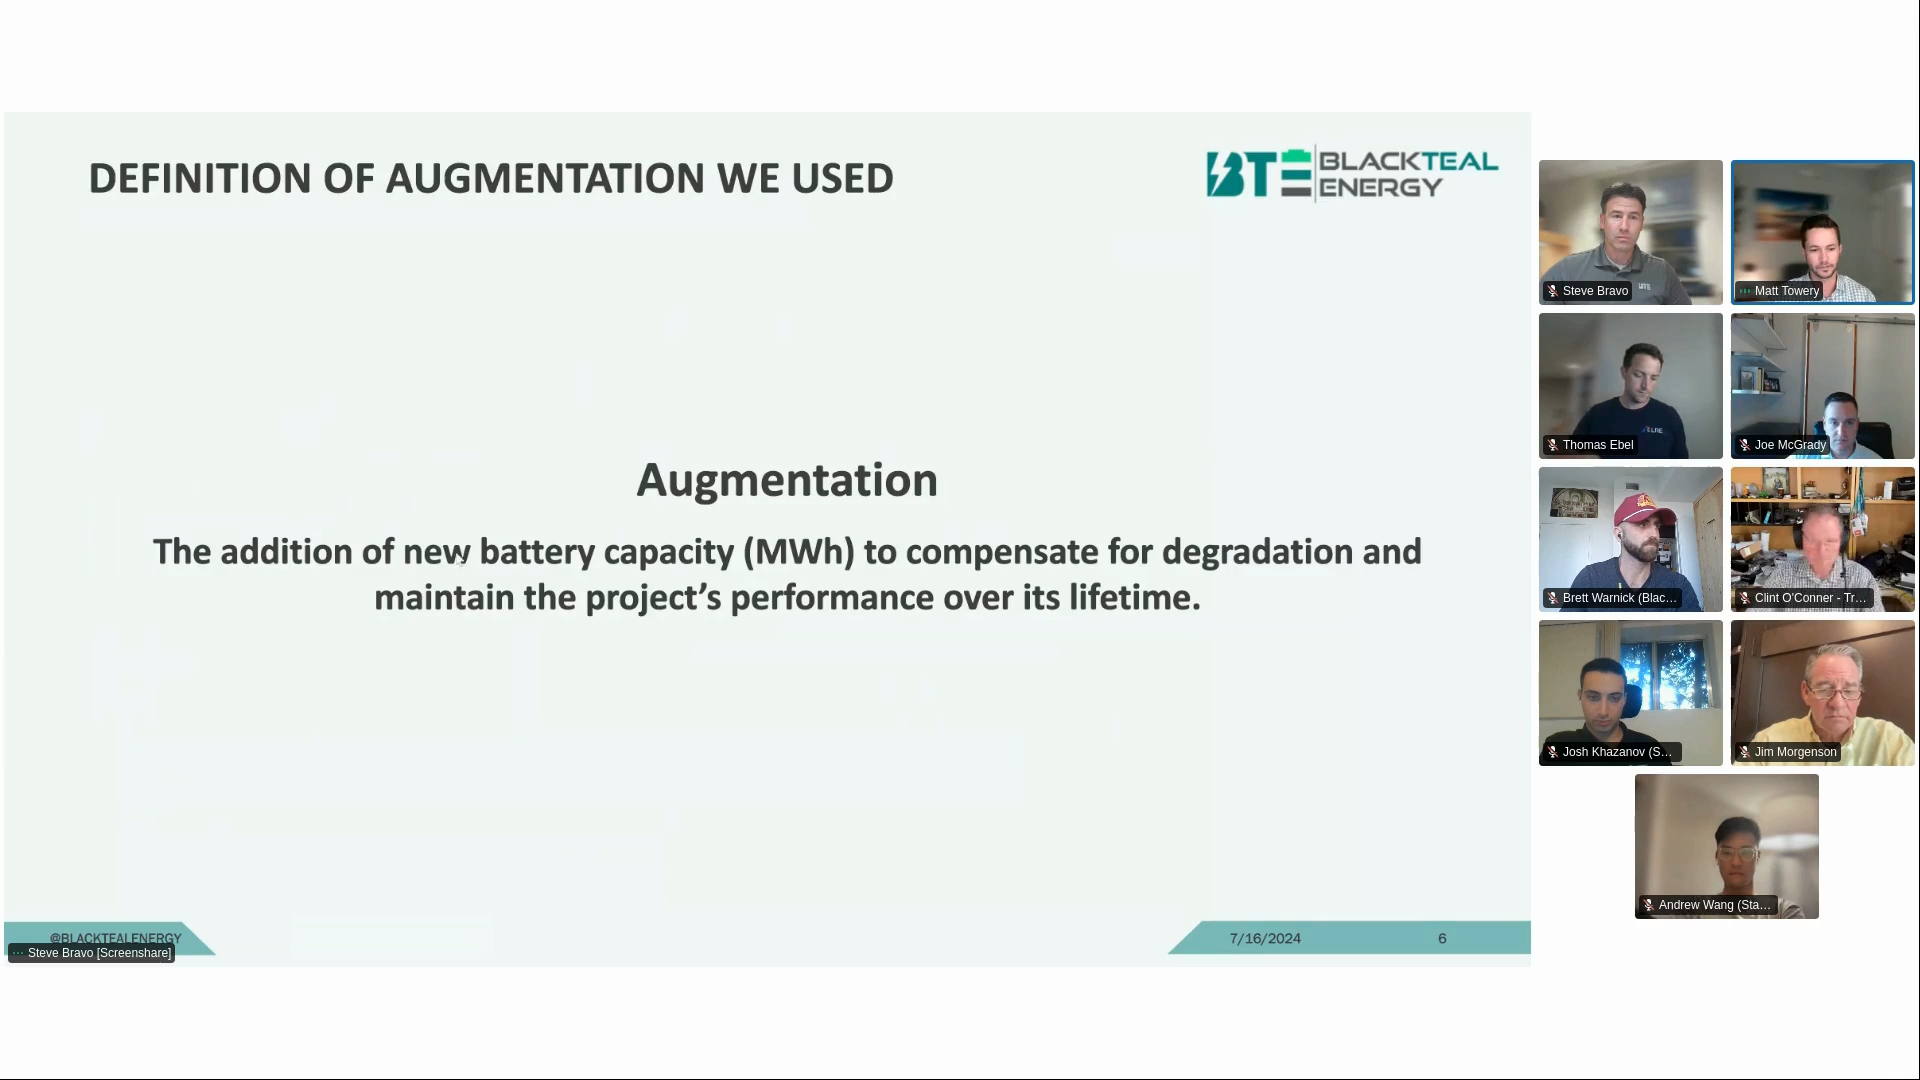 DEFINITION OF AUGMENTATION WE USED
BTE BLACKTEAL
ENERGY
Augmentation
The addition of new battery capacity (MWh) to compensate for degradation and
maintain the project’s performance over its lifetime.
@BLACKTEALENERGY
7/16/2024
6
Steve Bravo [Screenshare]
Steve Bravo
Matt Towery
Thomas Ebel
Joe McGrady
Brett Warnick (Blac...
Clint O'Conner - Tr...
Josh Khazanov (S...
Jim Morgenson
Andrew Wang (Sta...